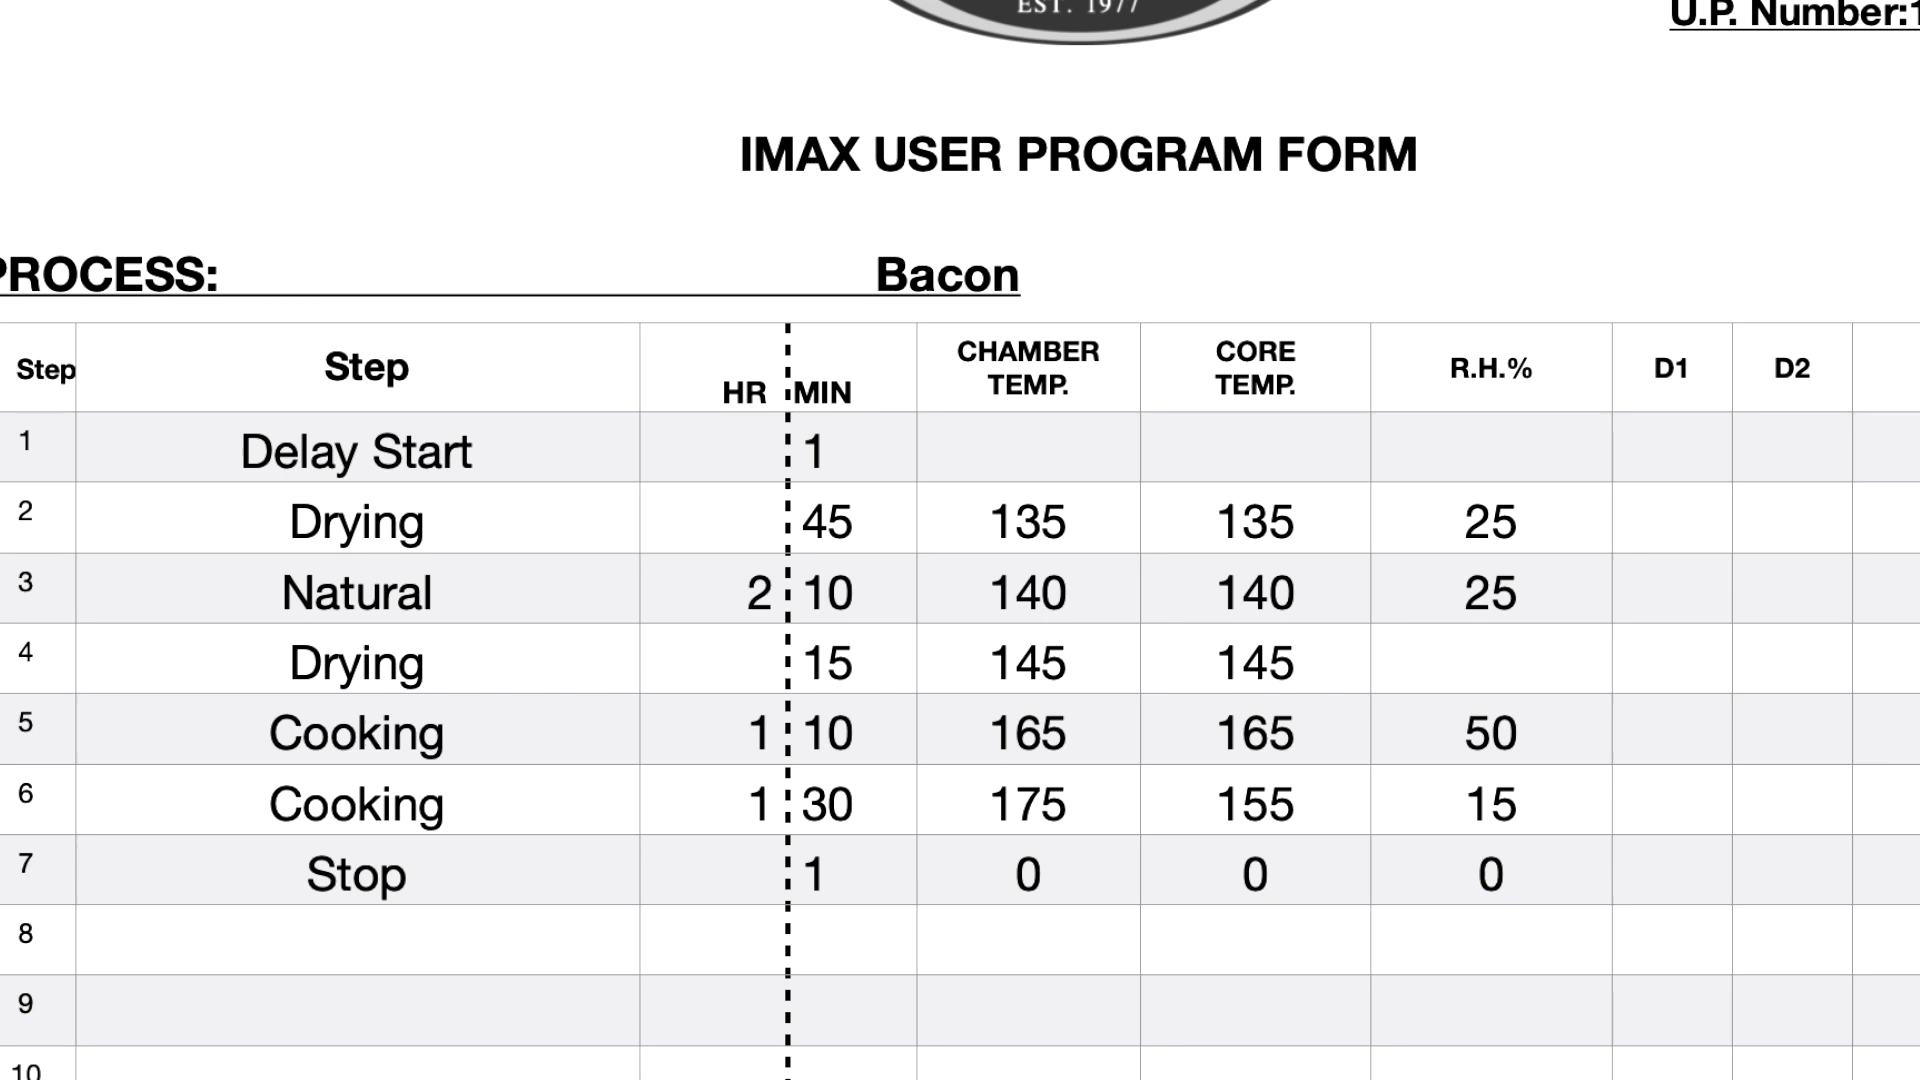 EST. 1977
U.P. Number:1
IMAX USER PROGRAM FORM
PROCESS: Bacon
Step Step HR MIN CHAMBER TEMP. CORE TEMP. R.H.% D1 D2
1 Delay Start 1
2 Drying 45 135 135 25
3 Natural 2 10 140 140 25
4 Drying 15 145 145
5 Cooking 1 10 165 165 50
6 Cooking 1 30 175 155 15
7 Stop 1 0 0 0
8
9
10